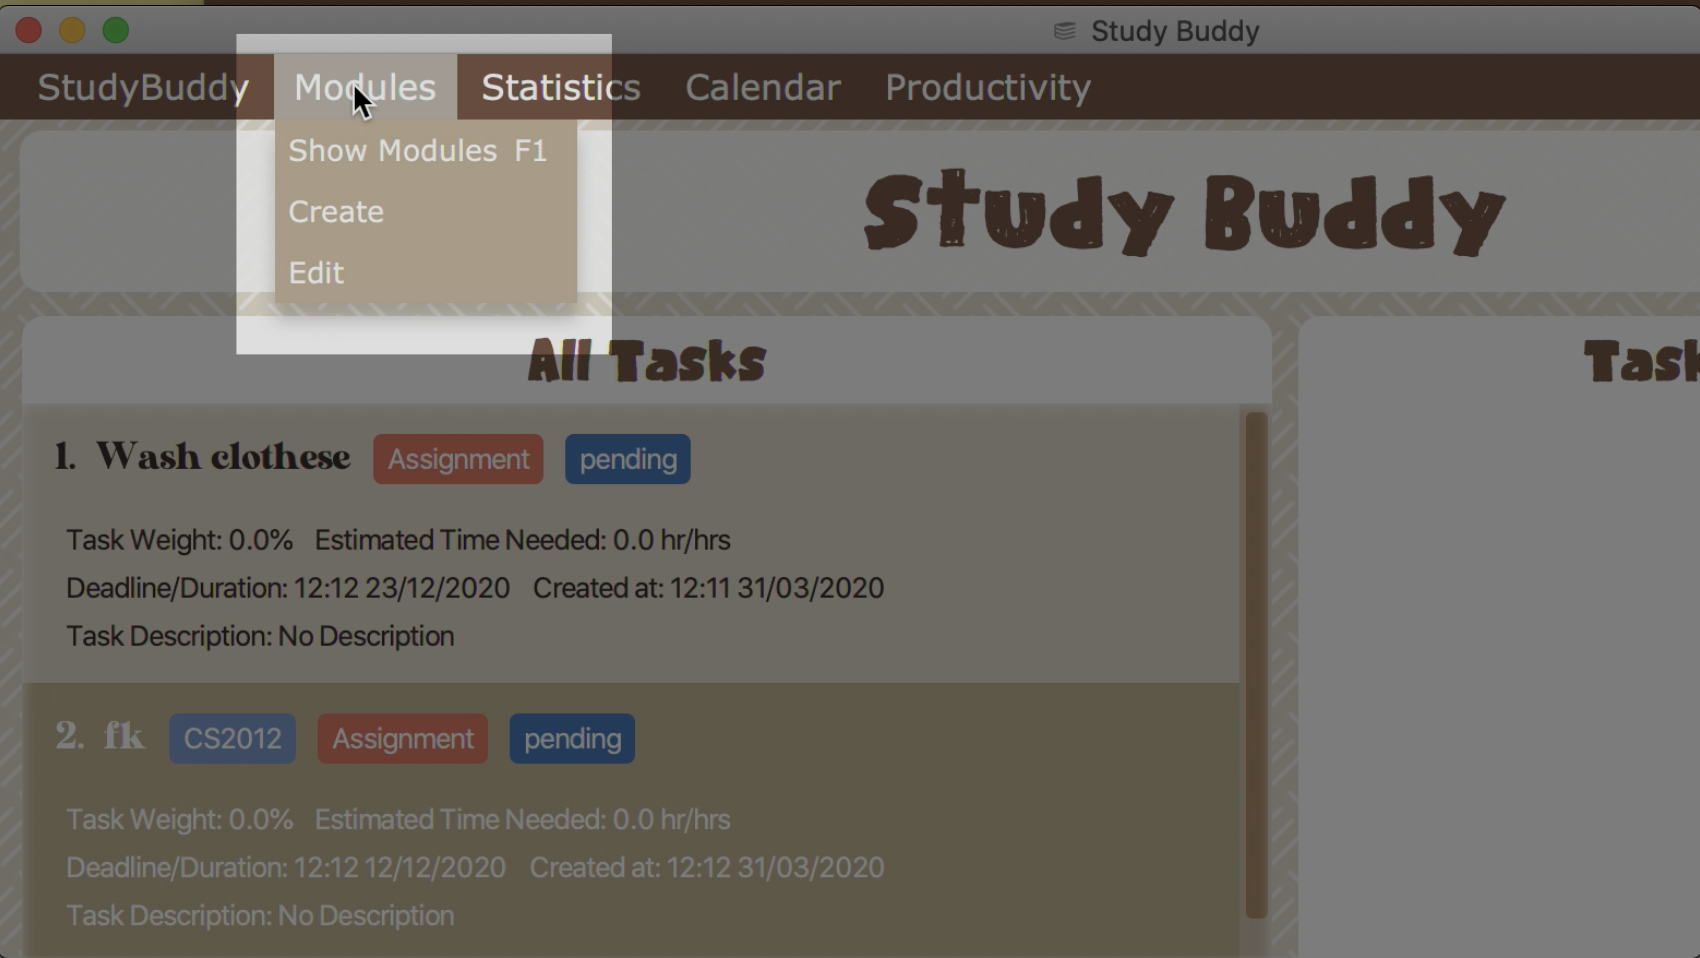 Study Buddy
StudyBuddy Modules Statistics Calendar Productivity
Show Modules F1
Create
Edit
Study Buddy
All Tasks
1. Wash clothese Assignment pending
Task Weight: 0.0% Estimated Time Needed: 0.0 hr/hrs
Deadline/Duration: 12:12 23/12/2020 Created at: 12:11 31/03/2020
Task Description: No Description
2. fk CS2012 Assignment pending
Task Weight: 0.0% Estimated Time Needed: 0.0 hr/hrs
Deadline/Duration: 12:12 12/12/2020 Created at: 12:12 31/03/2020
Task Description: No Description